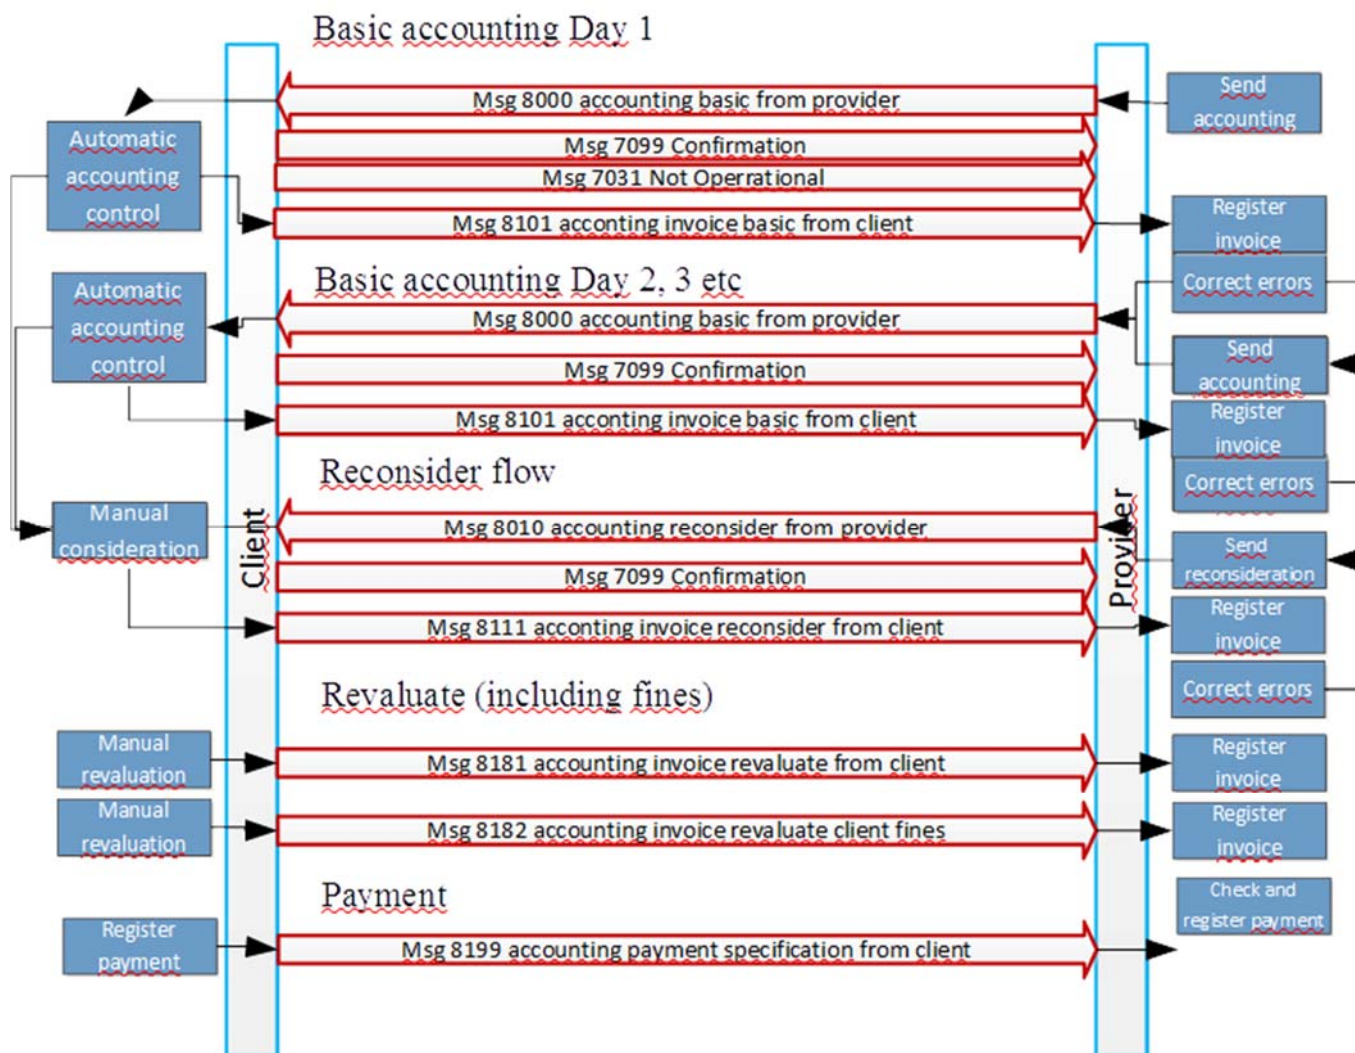 Basic accounting Day 1
Msg 8000 accounting basic from provider
Send
accounting
Automatic
accounting
control
Msg 7099 Confirmation
Msg 7031 Not Operrational
Msg 8101 acconting invoice basic from client
Register
invoice
Basic accounting Day 2, 3 etc
Correct errors
Automatic
accounting
control
Msg 8000 accounting basic from provider
Send
accounting
Msg 7099 Confirmation
Msg 8101 acconting invoice basic from client
Register
invoice
Reconsider flow
Correct errors
Manual
consideration
Client
Msg 8010 accounting reconsider from provider
Provider
Send
reconsideration
Msg 7099 Confirmation
Msg 8111 acconting invoice reconsider from client
Register
invoice
Revaluate (including fines)
Correct errors
Manual
revaluation
Msg 8181 accounting invoice revaluate from client
Register
invoice
Manual
revaluation
Msg 8182 accounting invoice revaluate client fines
Register
invoice
Payment
Check and
register payment
Register
payment
Msg 8199 accounting payment specification from client